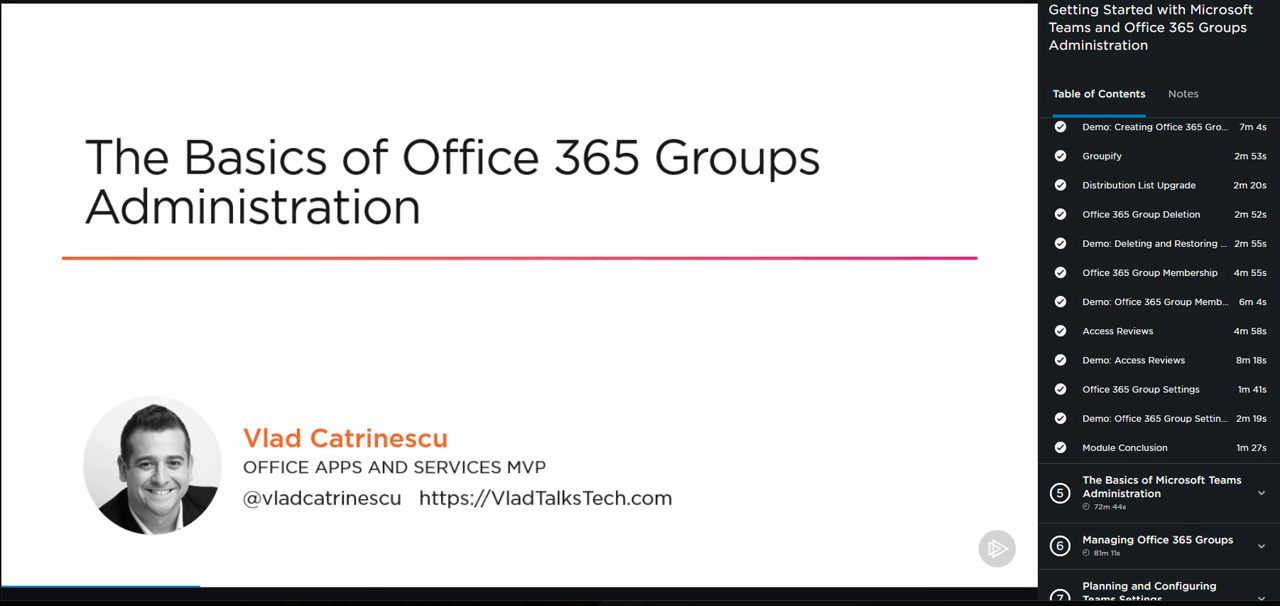 The Basics of Office 365 Groups
Administration
Vlad Catrinescu
OFFICE APPS AND SERVICES MVP
@vladcatrinescu https://VladTalksTech.com
Getting Started with Microsoft
Teams and Office 365 Groups
Administration
Table of Contents Notes
Demo: Creating Office 365 Gro... 7m 4s
Groupify 2m 53s
Distribution List Upgrade 2m 20s
Office 365 Group Deletion 2m 52s
Demo: Deleting and Restoring ... 2m 55s
Office 365 Group Membership 4m 55s
Demo: Office 365 Group Memb... 6m 4s
Access Reviews 4m 58s
Demo: Access Reviews 8m 18s
Office 365 Group Settings 1m 41s
Demo: Office 365 Group Settin... 2m 19s
Module Conclusion 1m 27s
5 The Basics of Microsoft Teams
Administration
72m 44s
6 Managing Office 365 Groups
81m 11s
7 Planning and Configuring
Teams Settings